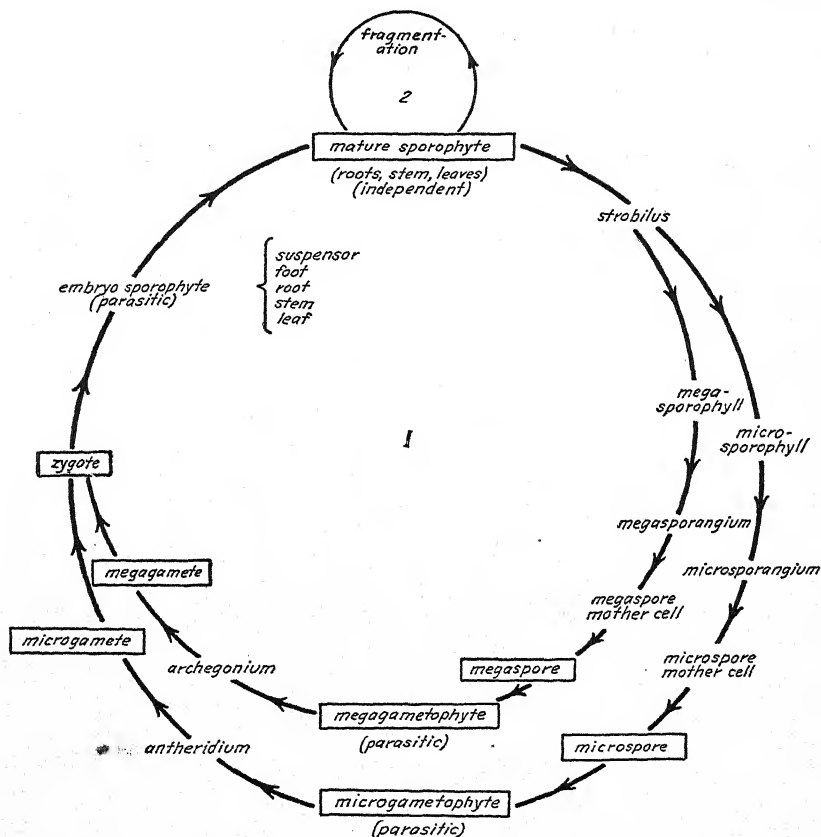 fragment-
ation
2
mature sporophyte
(roots, stem, leaves)
(independent)
strobilus
suspensor
foot
root
stem
leaf
embryo sporophyte
(parasitic)
mega-
sporophyll
micro-
sporophyll
1
zygote
megasporangium
microsporangium
megagamete
megaspore
mother cell
microgamete
archegonium
megaspore
microspore
mother cell
megagametophyte
(parasitic)
antheridium
microspore
microgametophyte
(parasitic)